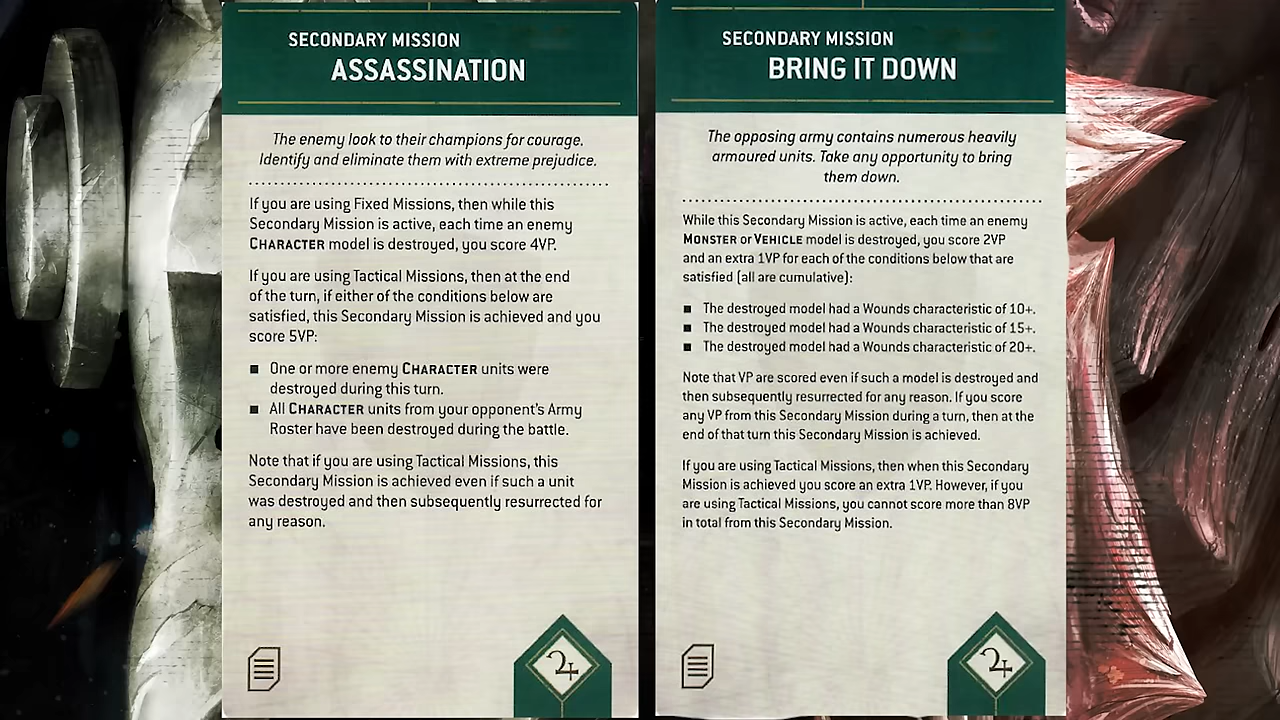 SECONDARY MISSION
ASSASSINATION
The enemy look to their champions for courage.
Identify and eliminate them with extreme prejudice.
If you are using Fixed Missions, then while this
Secondary Mission is active, each time an enemy
CHARACTER model is destroyed, you score 4VP.
If you are using Tactical Missions, then at the end
of the turn, if either of the conditions below are
satisfied, this Secondary Mission is achieved and you
score 5VP:
■ One or more enemy CHARACTER units were
destroyed during this turn.
■ All CHARACTER units from your opponent's Army
Roster have been destroyed during the battle.
Note that if you are using Tactical Missions, this
Secondary Mission is achieved even if such a unit
was destroyed and then subsequently resurrected for
any reason.
SECONDARY MISSION
BRING IT DOWN
The opposing army contains numerous heavily
armoured units. Take any opportunity to bring
them down.
While this Secondary Mission is active, each time an enemy
MONSTER or VEHICLE model is destroyed, you score 2VP
and an extra 1VP for each of the conditions below that are
satisfied (all are cumulative):
■ The destroyed model had a Wounds characteristic of 10+.
■ The destroyed model had a Wounds characteristic of 15+.
■ The destroyed model had a Wounds characteristic of 20+.
Note that VP are scored even if such a model is destroyed and
then subsequently resurrected for any reason. If you score
any VP from this Secondary Mission during a turn, then at the
end of that turn this Secondary Mission is achieved.
If you are using Tactical Missions, then when this Secondary
Mission is achieved you score an extra 1VP. However, if you
are using Tactical Missions, you cannot score more than 8VP
in total from this Secondary Mission.